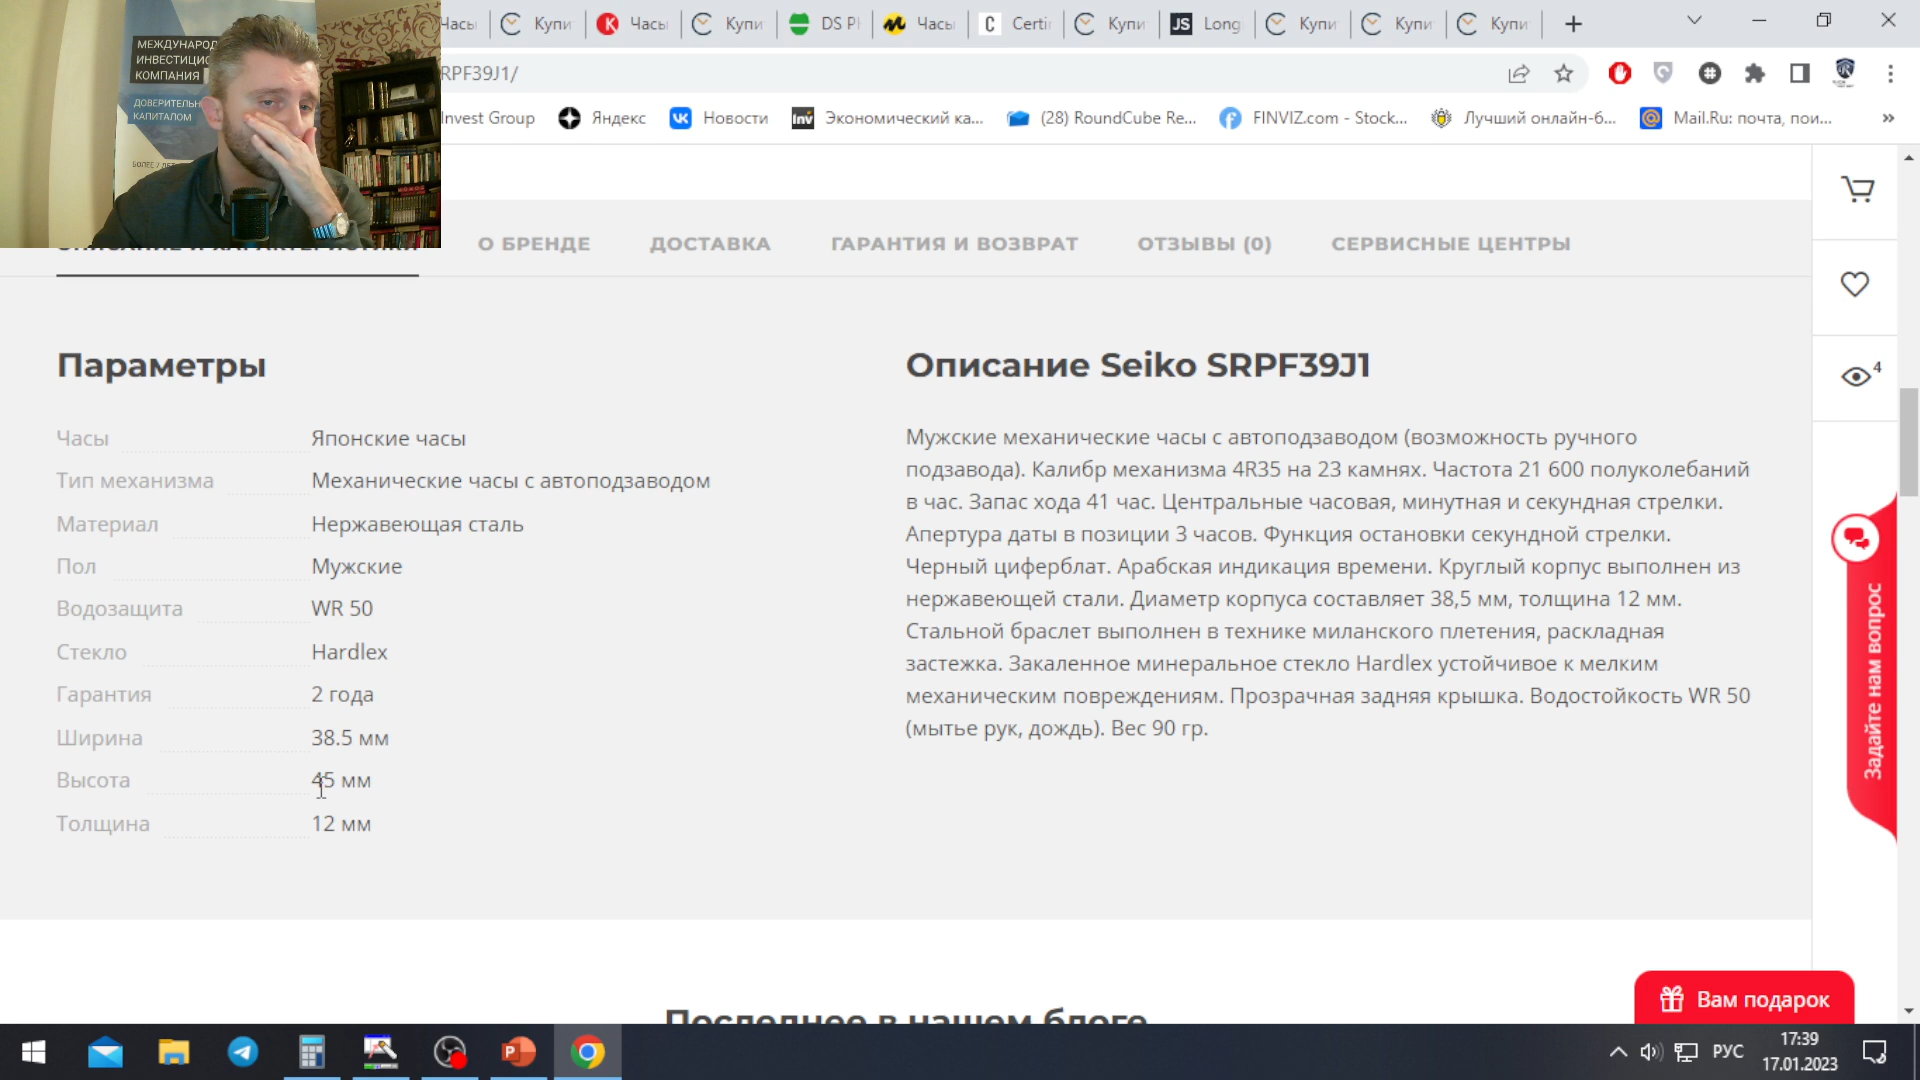 МЕЖДУНАРОД
ИНВЕСТИЦИО
КОМПАНИЯ
ДОВЕРИТЕЛЬН
КАПИТАЛОМ
Часы
Купи
Часы
Купи
DS P
Часы
Certi
Купи
Long
Купи
Купи
Купи
RPF39J1/
Invest Group
Яндекс
Новости
Inv
Экономический ка...
(28) RoundCube Re...
FINVIZ.com - Stock...
Лучший онлайн-б...
Mail.Ru: почта, пои...
»
ОПИСАНИЕ И ХАРАКТЕРИСТИКИ
О БРЕНДЕ
ДОСТАВКА
ГАРАНТИЯ И ВОЗВРАТ
ОТЗЫВЫ (0)
СЕРВИСНЫЕ ЦЕНТРЫ
4
Параметры
Часы Японские часы
Тип механизма Механические часы с автоподзаводом
Материал Нержавеющая сталь
Пол Мужские
Водозащита WR 50
Стекло Hardlex
Гарантия 2 года
Ширина 38.5 мм
Высота 45 мм
Толщина 12 мм
Описание Seiko SRPF39J1
Мужские механические часы с автоподзаводом (возможность ручного
подзавода). Калибр механизма 4R35 на 23 камнях. Частота 21 600 полуколебаний
в час. Запас хода 41 час. Центральные часовая, минутная и секундная стрелки.
Апертура даты в позиции 3 часов. Функция остановки секундной стрелки.
Черный циферблат. Арабская индикация времени. Круглый корпус выполнен из
нержавеющей стали. Диаметр корпуса составляет 38,5 мм, толщина 12 мм.
Стальной браслет выполнен в технике миланского плетения, раскладная
застежка. Закаленное минеральное стекло Hardlex устойчивое к мелким
механическим повреждениям. Прозрачная задняя крышка. Водостойкость WR 50
(мытье рук, дождь). Вес 90 гр.
Задайте нам вопрос
Вам подарок
Последнее в нашем блоге
РУС
17:39
17.01.2023